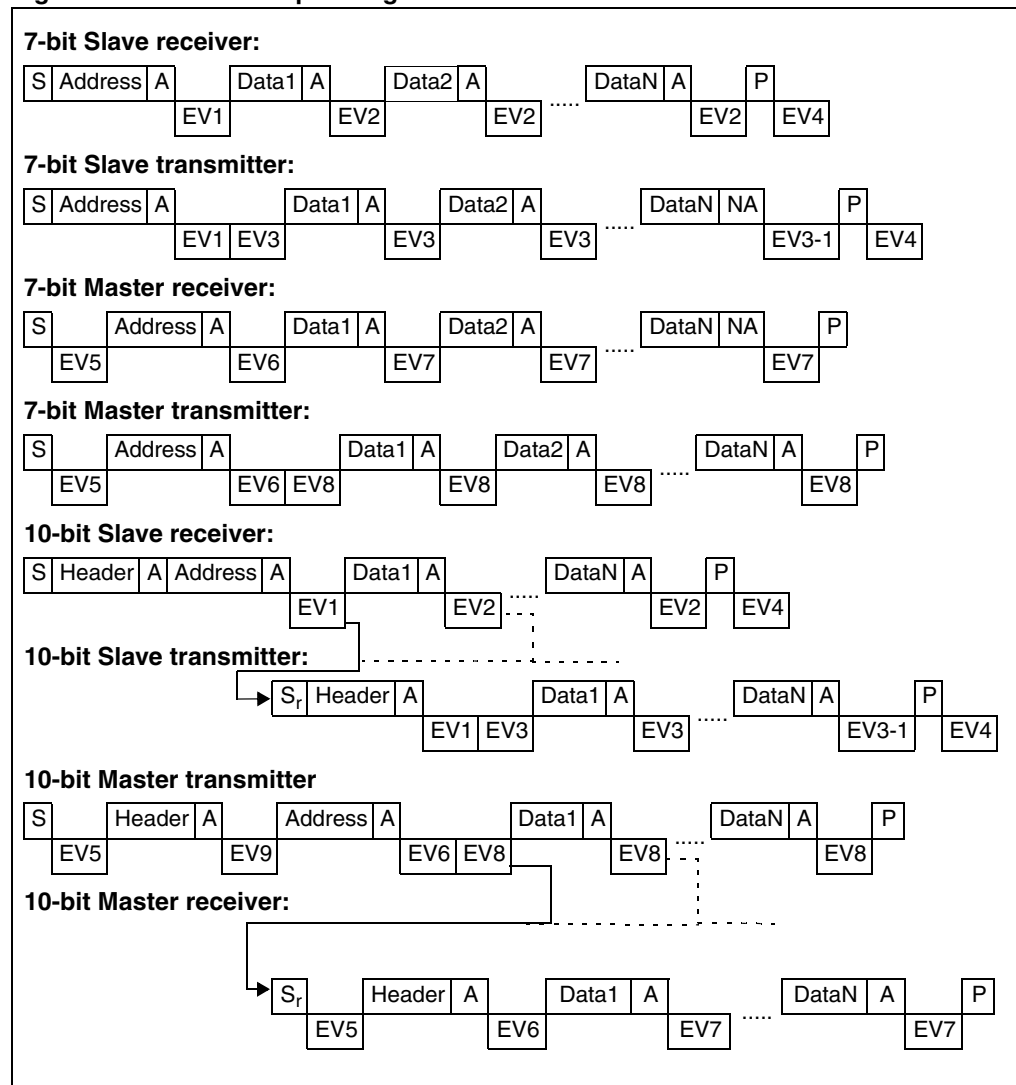 7-bit Slave receiver:
S Address A Data1 A Data2 A ..... DataN A P
EV1 EV2 EV2 EV2 EV4
7-bit Slave transmitter:
S Address A Data1 A Data2 A ..... DataN NA P
EV1 EV3 EV3 EV3 EV3-1 EV4
7-bit Master receiver:
S Address A Data1 A Data2 A ..... DataN NA P
EV5 EV6 EV7 EV7 EV7
7-bit Master transmitter:
S Address A Data1 A Data2 A ..... DataN A P
EV5 EV6 EV8 EV8 EV8 EV8
10-bit Slave receiver:
S Header A Address A Data1 A ..... DataN A P
EV1 EV2 EV2 EV4
10-bit Slave transmitter:
Sr Header A Data1 A ..... DataN A P
EV1 EV3 EV3 EV3-1 EV4
10-bit Master transmitter
S Header A Address A Data1 A ..... DataN A P
EV5 EV9 EV6 EV8 EV8 EV8
10-bit Master receiver:
Sr Header A Data1 A ..... DataN A P
EV5 EV6 EV7 EV7